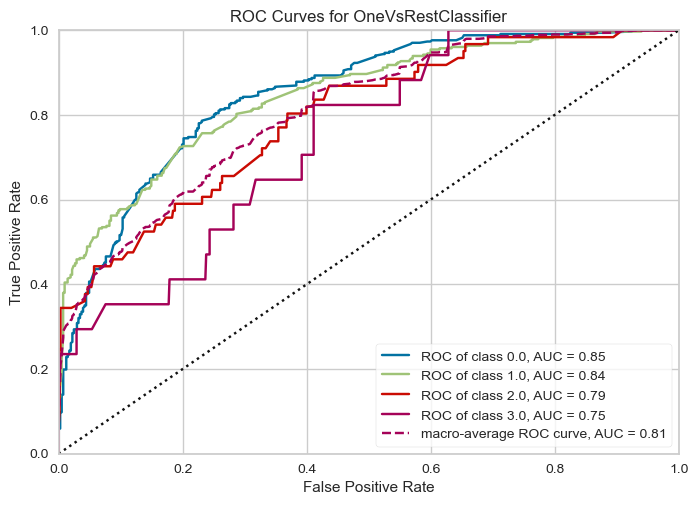 ROC Curves for OneVsRestClassifier
True Positive Rate
1.0
0.8
0.6
0.4
0.2
0.0
ROC of class 0.0, AUC = 0.85
ROC of class 1.0, AUC = 0.84
ROC of class 2.0, AUC = 0.79
ROC of class 3.0, AUC = 0.75
macro-average ROC curve, AUC = 0.81
0.0 0.2 0.4 0.6 0.8 1.0
False Positive Rate